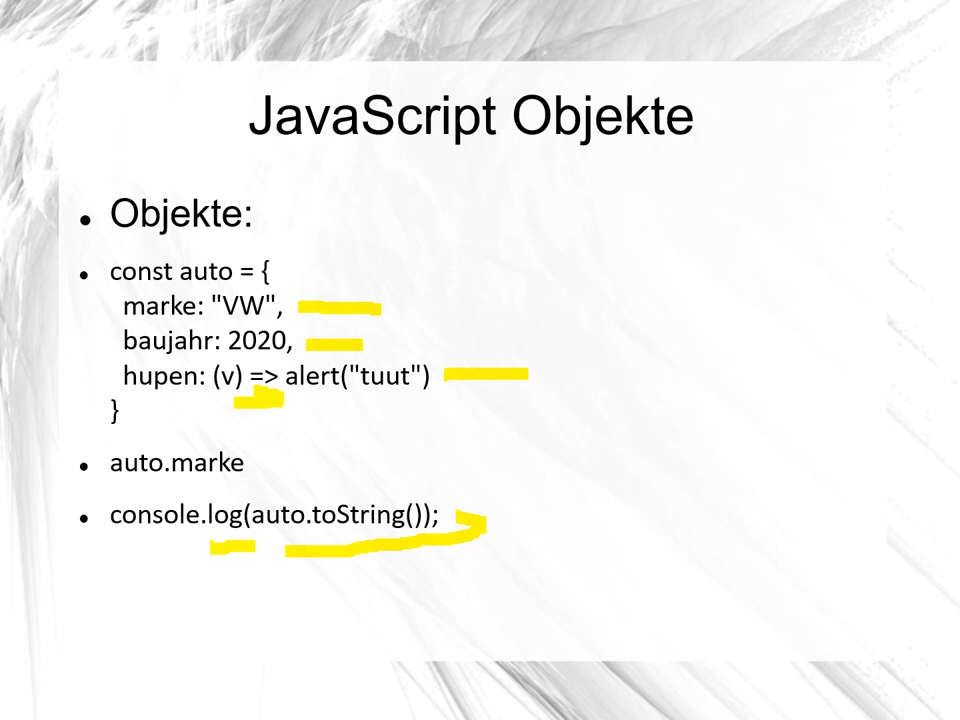 JavaScript Objekte
Objekte:
const auto = {
marke: "VW",
baujahr: 2020,
hupen: (v) => alert("tuut")
}
auto.marke
console.log(auto.toString());